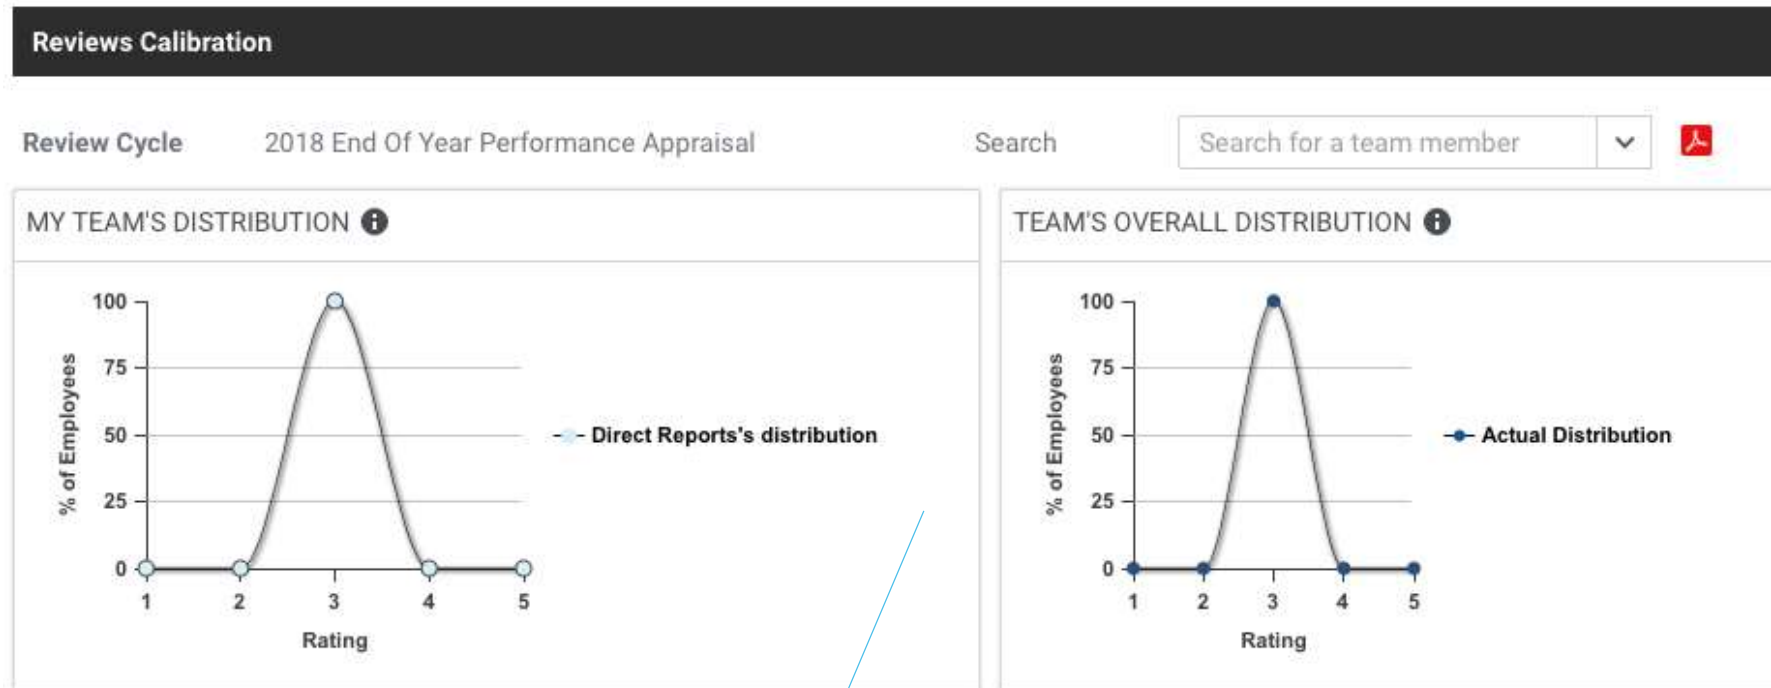 Reviews Calibration
Review Cycle 2018 End Of Year Performance Appraisal Search Search for a team member
MY TEAM'S DISTRIBUTION
100
75
50
25
0
% of Employees
1 2 3 4 5
Rating
Direct Reports's distribution
TEAM'S OVERALL DISTRIBUTION
100
75
50
25
0
% of Employees
1 2 3 4 5
Rating
Actual Distribution